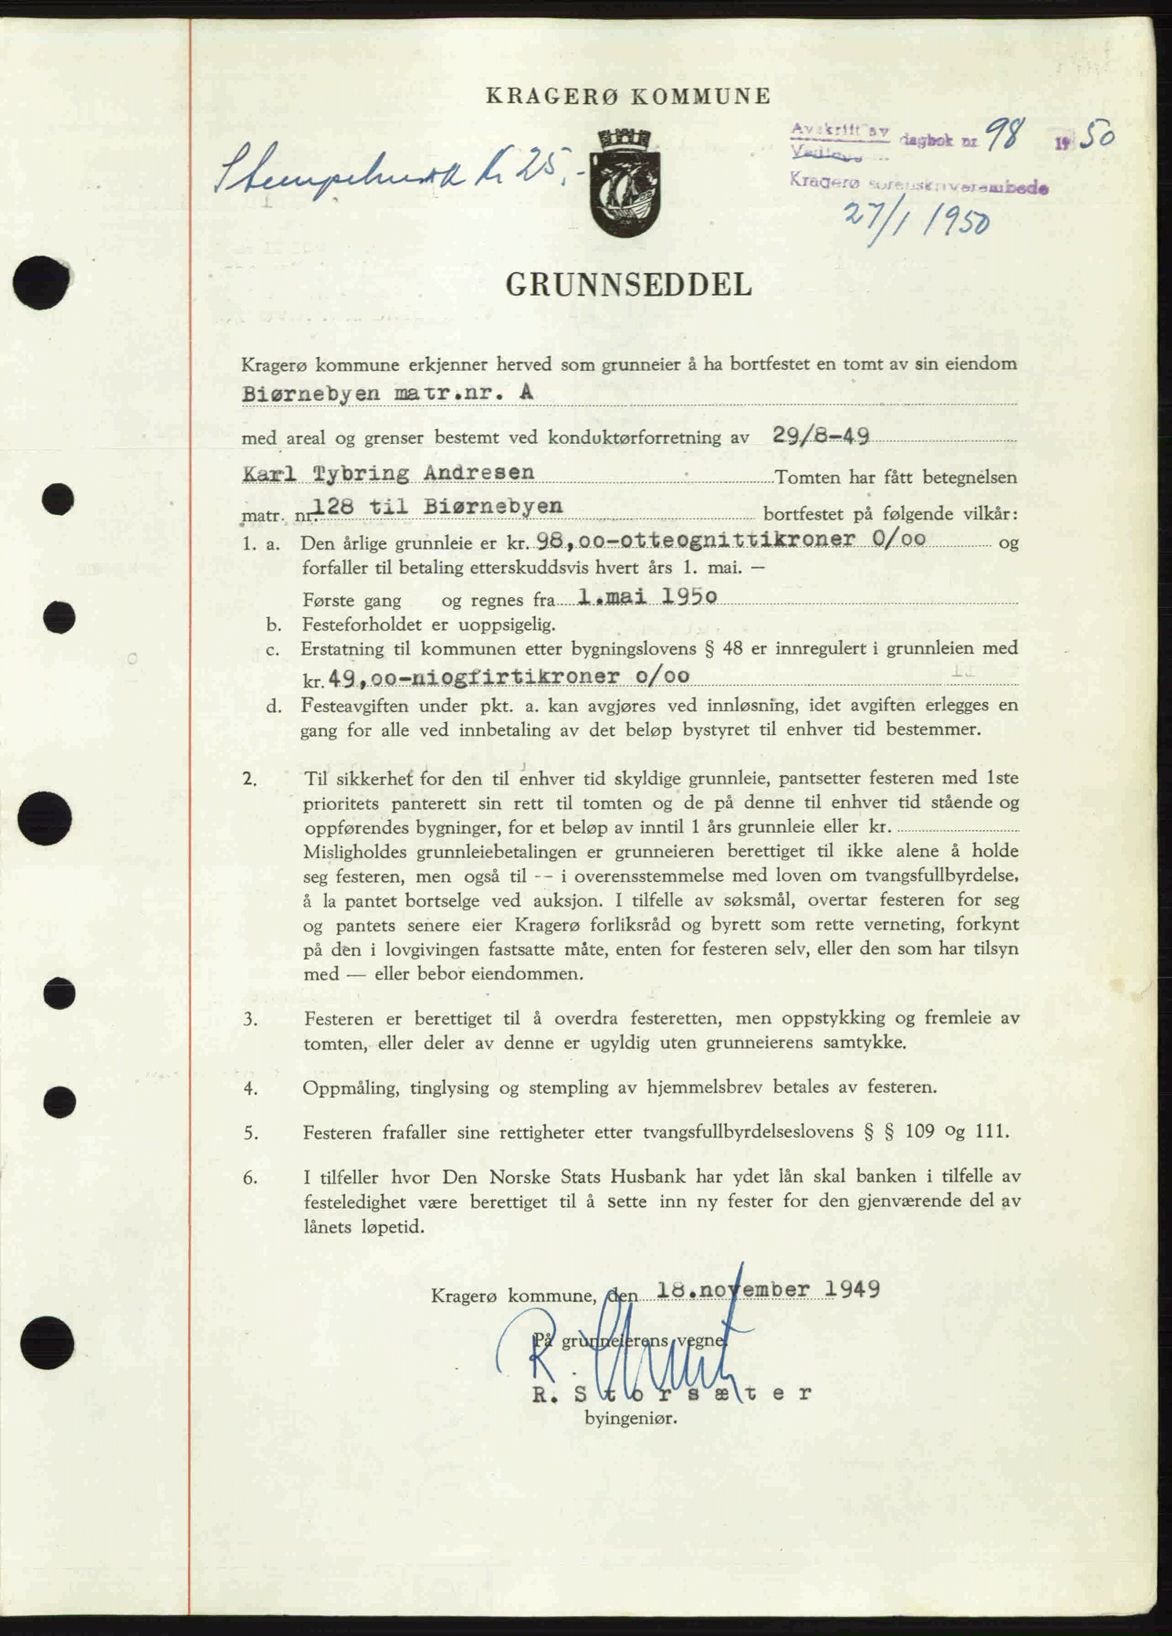 KRAGERØ KOMMUNE
Avskrift av dagbok nr. 98 1950
Vedlegg
Kragerø sorenskriverembede
27/1 1950
Kr 25,-
GRUNNSEDDEL
Kragerø kommune erkjenner herved som grunneier å ha bortfestet en tomt av sin eiendom
Biørnebyen matr.nr. A
med areal og grenser bestemt ved konduktørforretning av 29/8-49
Karl Tybring Andresen Tomten har fått betegnelsen
matr. nr. 128 til Biørnebyen bortfestet på følgende vilkår:
1. a. Den årlige grunnleie er kr. 98,00-otteognittikroner 0/00 og
forfaller til betaling etterskuddsvis hvert års 1. mai. —
Første gang og regnes fra 1.mai 1950
b. Festeforholdet er uoppsigelig.
c. Erstatning til kommunen etter bygningslovens § 48 er innregulert i grunnleien med
kr. 49,00-niogfirtikroner 0/00
d. Festeavgiften under pkt. a. kan avgjøres ved innløsning, idet avgiften erlegges en
gang for alle ved innbetaling av det beløp bystyret til enhver tid bestemmer.
2. Til sikkerhet for den til enhver tid skyldige grunnleie, pantsetter festeren med 1ste
prioritets panterett sin rett til tomten og de på denne til enhver tid stående og
oppførendes bygninger, for et beløp av inntil 1 års grunnleie eller kr.
Misligholdes grunnleiebetalingen er grunneieren berettiget til ikke alene å holde
seg festeren, men også til -- i overensstemmelse med loven om tvangsfullbyrdelse,
å la pantet bortselge ved auksjon. I tilfelle av søksmål, overtar festeren for seg
og pantets senere eier Kragerø forliksråd og byrett som rette verneting, forkynt
på den i lovgivingen fastsatte måte, enten for festeren selv, eller den som har tilsyn
med — eller bebor eiendommen.
3. Festeren er berettiget til å overdra festeretten, men oppstykking og fremleie av
tomten, eller deler av denne er ugyldig uten grunneierens samtykke.
4. Oppmåling, tinglysing og stempling av hjemmelsbrev betales av festeren.
5. Festeren frafaller sine rettigheter etter tvangsfullbyrdelseslovens § § 109 og 111.
6. I tilfeller hvor Den Norske Stats Husbank har ydet lån skal banken i tilfelle av
festeledighet være berettiget til å sette inn ny fester for den gjenværende del av
lånets løpetid.
Kragerø kommune, den 18.november 1949
På grunneierens vegne
R. Storsæter
byingeniør.